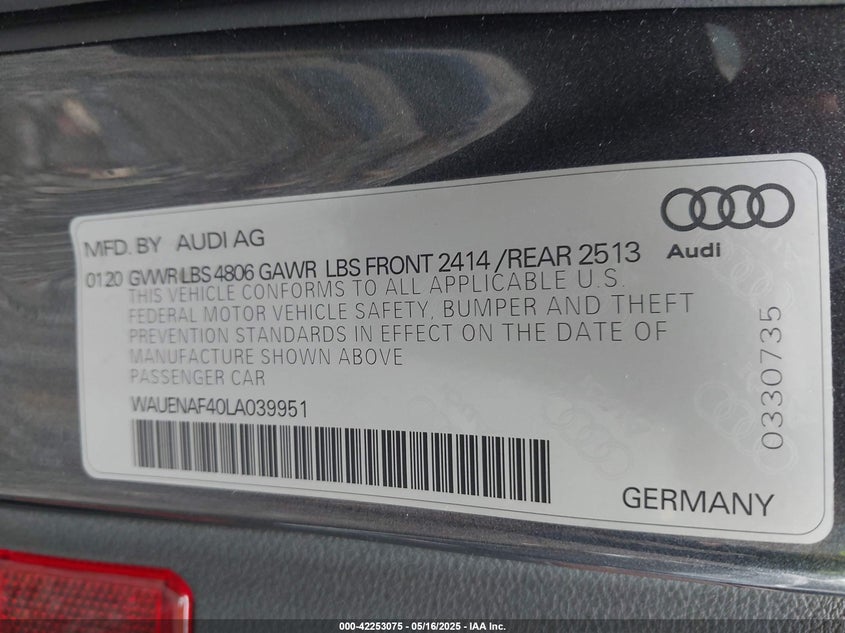 MFD. BY AUDI AG
0120 GVWR LBS 4806 GAWR LBS FRONT 2414 /REAR 2513
THIS VEHICLE CONFORMS TO ALL APPLICABLE U.S.
FEDERAL MOTOR VEHICLE SAFETY, BUMPER AND THEFT
PREVENTION STANDARDS IN EFFECT ON THE DATE OF
MANUFACTURE SHOWN ABOVE
PASSENGER CAR
WAUENAF40LA039951
Audi
0330735
GERMANY
000-42253075 - 05/16/2025 - IAA Inc.